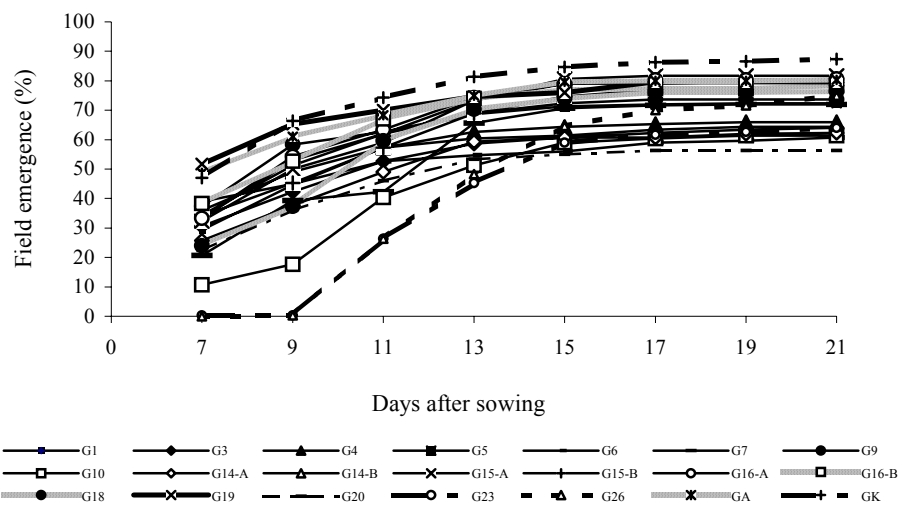 100
90
80
70
60
50
40
30
20
10
0
Field emergence (%)
0 7 9 11 13 15 17 19 21
Days after sowing
G1 G3 G4 G5 G6 G7 G9
G10 G14-A G14-B G15-A G15-B G16-A G16-B
G18 G19 G20 G23 G26 GA GK